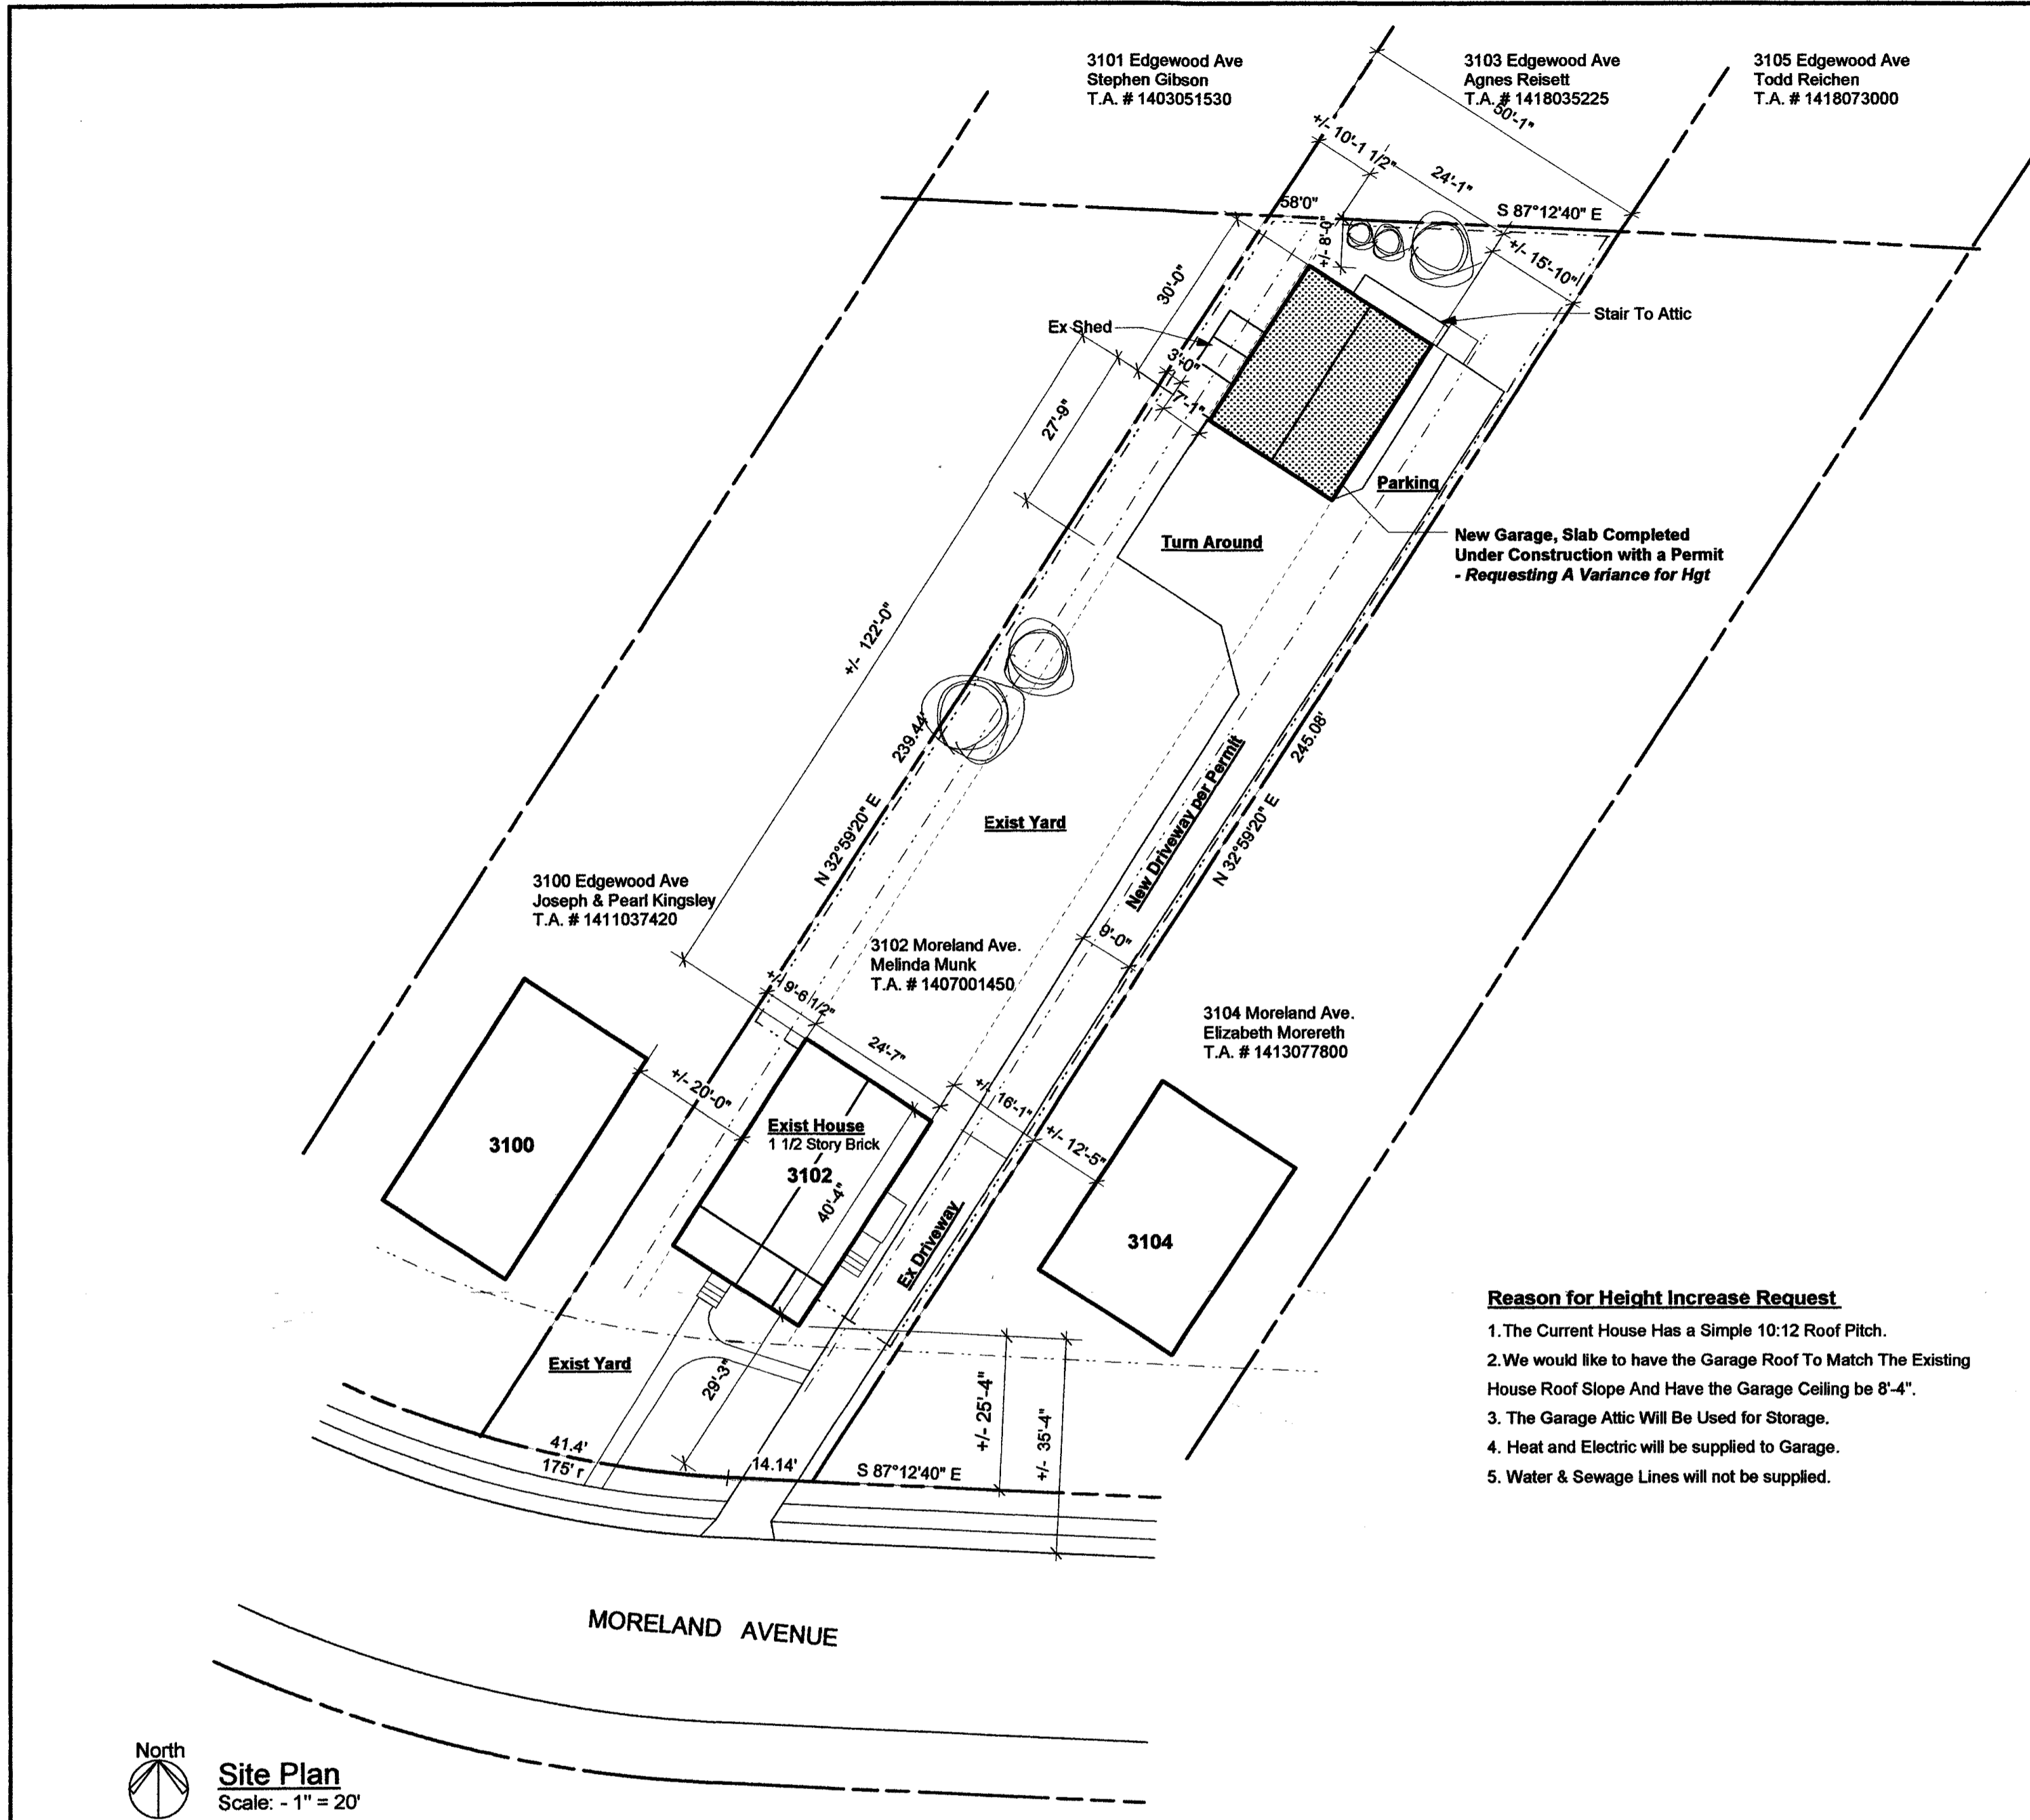 3101 Edgewood Ave
Stephen Gibson
T.A. # 1403051530
3103 Edgewood Ave
Agnes Reisett
T.A. # 1418035225
3105 Edgewood Ave
Todd Reichen
T.A. # 1418073000
50'-1"
+/- 10'-1 1/2"
24'-1"
58'0"
S 87°12'40" E
+/- 8'-0"
+/- 15'-10"
30'-0"
Stair To Attic
Ex Shed
3'-0"
7'-1"
27'-9"
Parking
Turn Around
New Garage, Slab Completed
Under Construction with a Permit
- Requesting A Variance for Hgt
+/- 122'-0"
239.44'
245.08'
New Driveway per Permit
Exist Yard
N 32°59'20" E
N 32°59'20" E
3100 Edgewood Ave
Joseph & Pearl Kingsley
T.A. # 1411037420
9'-0"
3102 Moreland Ave.
Melinda Munk
T.A. # 1407001450
+/- 9'-6 1/2"
3104 Moreland Ave.
Elizabeth Morereth
T.A. # 1413077800
24'-7"
+/- 20'-0"
+/- 16'-1"
+/- 12'-5"
Exist House
1 1/2 Story Brick
3100
3102
40'-4"
Ex Driveway
3104
Reason for Height Increase Request
1.The Current House Has a Simple 10:12 Roof Pitch.
2.We would like to have the Garage Roof To Match The Existing
House Roof Slope And Have the Garage Ceiling be 8'-4".
3. The Garage Attic Will Be Used for Storage.
4. Heat and Electric will be supplied to Garage.
5. Water & Sewage Lines will not be supplied.
Exist Yard
29'-3"
+/- 25'-4"
+/- 35'-4"
41.4'
175' r
14.14'
S 87°12'40" E
MORELAND AVENUE
North
Site Plan
Scale: - 1" = 20'